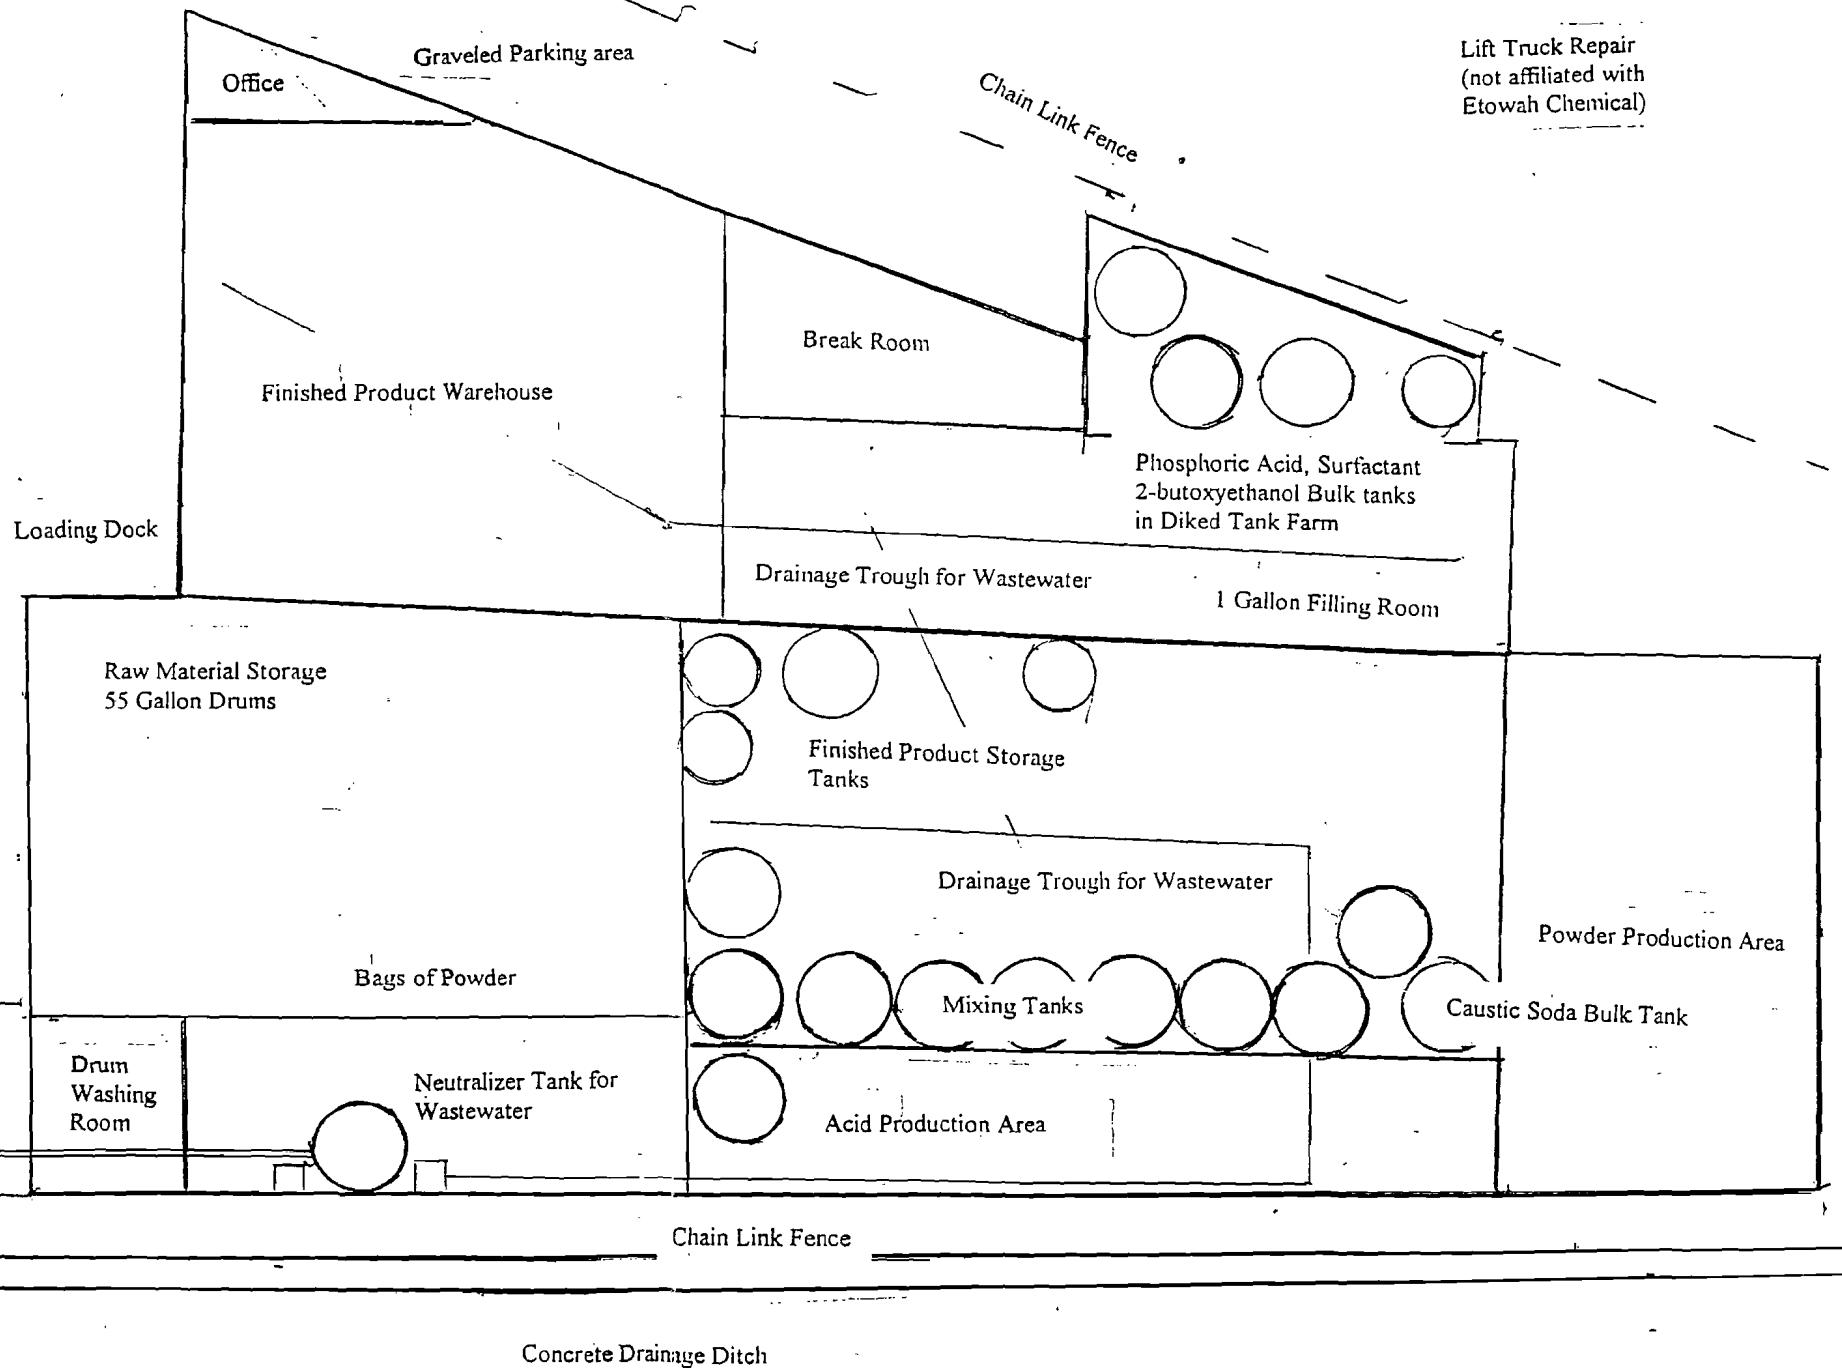 Graveled Parking area
Office
Chain Link Fence
Lift Truck Repair
(not affiliated with
Etowah Chemical)
Break Room
Finished Product Warehouse
Phosphoric Acid, Surfactant
2-butoxyethanol Bulk tanks
in Diked Tank Farm
Loading Dock
Drainage Trough for Wastewater
1 Gallon Filling Room
Raw Material Storage
55 Gallon Drums
Finished Product Storage
Tanks
Drainage Trough for Wastewater
Powder Production Area
Bags of Powder
Mixing Tanks
Caustic Soda Bulk Tank
Drum
Washing
Room
Neutralizer Tank for
Wastewater
Acid Production Area
Chain Link Fence
Concrete Drainage Ditch